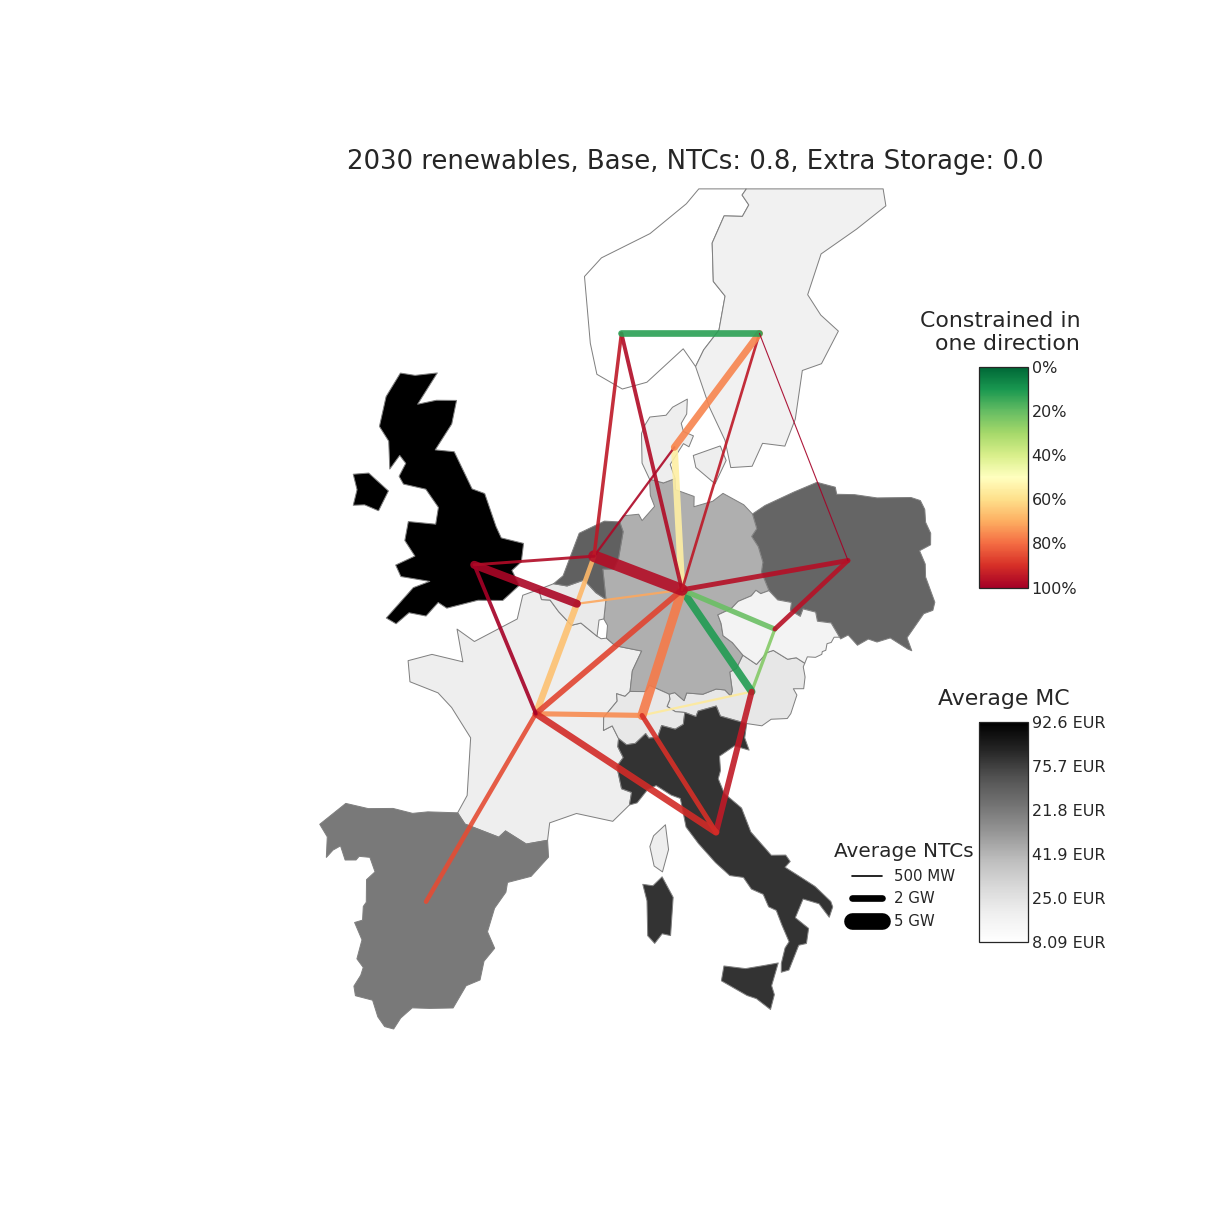 2030 renewables, Base, NTCs: 0.8, Extra Storage: 0.0
Constrained in
one direction
0%
20%
40%
60%
80%
100%
Average MC
92.6 EUR
75.7 EUR
21.8 EUR
41.9 EUR
25.0 EUR
8.09 EUR
Average NTCs
500 MW
2 GW
5 GW